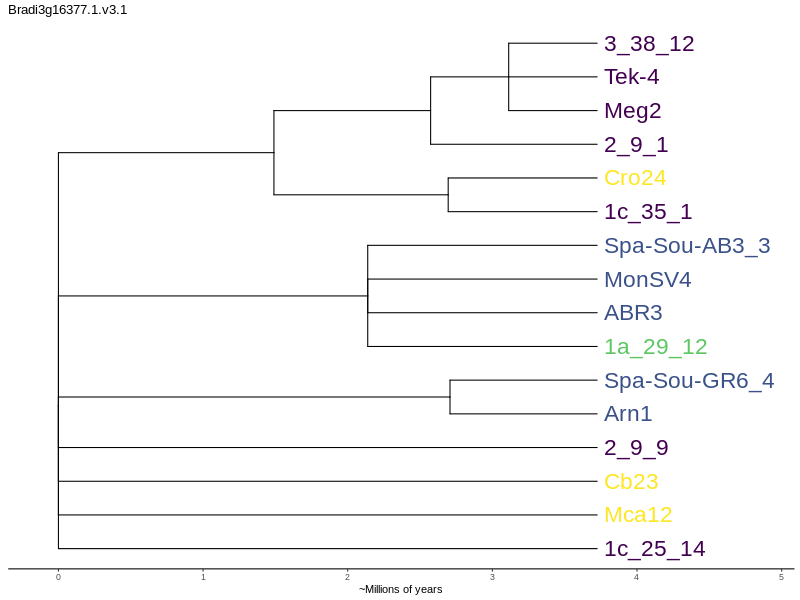 Bradi3g16377.1.v3.1
3_38_12
Tek-4
Meg2
2_9_1
Cro24
1c_35_1
Spa-Sou-AB3_3
MonSV4
ABR3
1a_29_12
Spa-Sou-GR6_4
Arn1
2_9_9
Cb23
Mca12
1c_25_14
0 1 2 3 4 5
~Millions of years